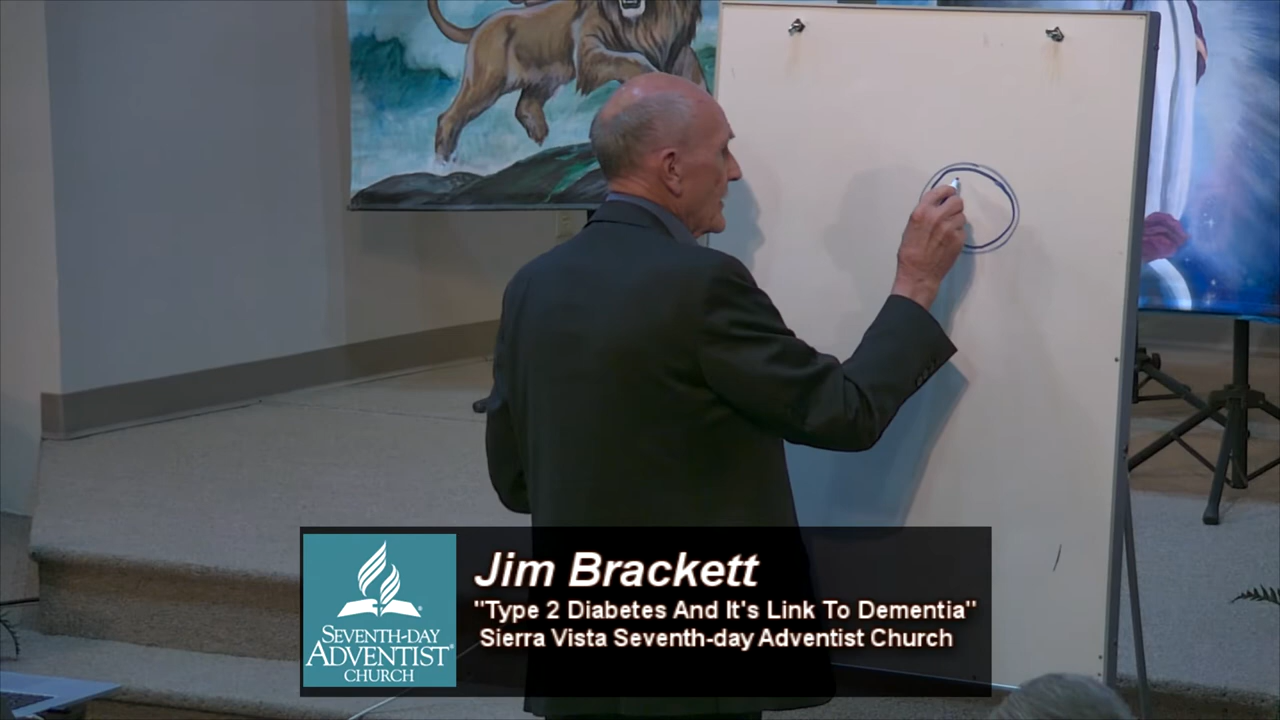 Jim Brackett
"Type 2 Diabetes And It's Link To Dementia"
Sierra Vista Seventh-day Adventist Church
SEVENTH-DAY
ADVENTIST®
CHURCH